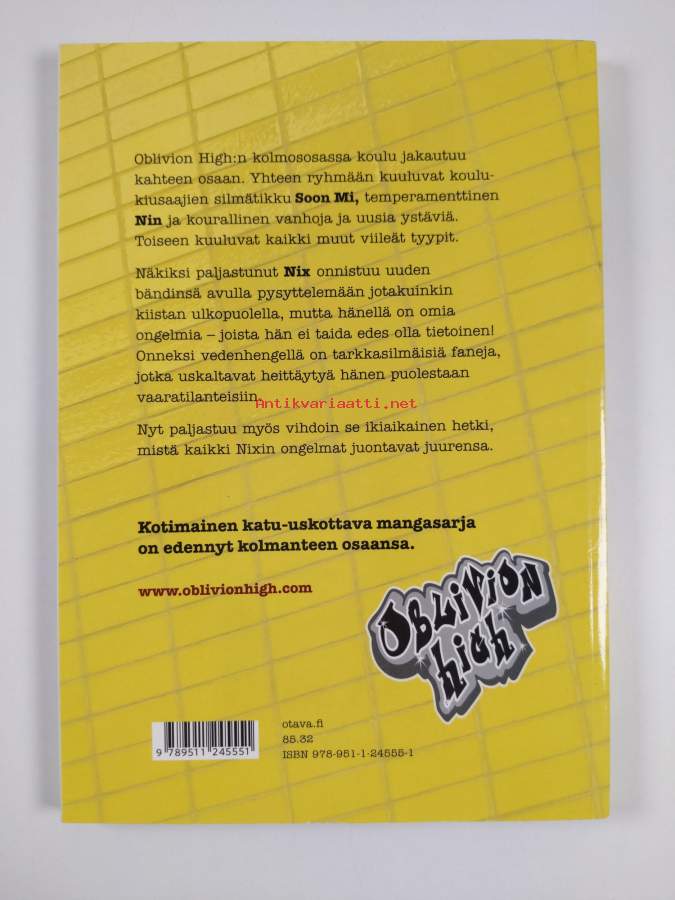 Oblivion High:n kolmososassa koulu jakautuu
kahteen osaan. Yhteen ryhmään kuuluvat koulu-
kiusaajien silmätikku Soon Mi, temperamenttinen
Nin ja kourallinen vanhoja ja uusia ystäviä.
Toiseen kuuluvat kaikki muut viileät tyypit.
Näkiksi paljastunut Nix onnistuu uuden
bändinsä avulla pysyttelemään jotakuinkin
kiistan ulkopuolella, mutta hänellä on omia
ongelmia – joista hän ei taida edes olla tietoinen!
Onneksi vedenhengellä on tarkkasilmäisiä faneja,
jotka uskaltavat heittäytyä hänen puolestaan
vaaratilanteisiin.
Antikvariaatti.net
Nyt paljastuu myös vihdoin se ikiaikainen hetki,
mistä kaikki Nixin ongelmat juontavat juurensa.
Kotimainen katu-uskottava mangasarja
on edennyt kolmanteen osaansa.
www.oblivionhigh.com
OBLIVION
HIGH
otava.fi
85.32
ISBN 978-951-1-24555-1
9 789511 245551